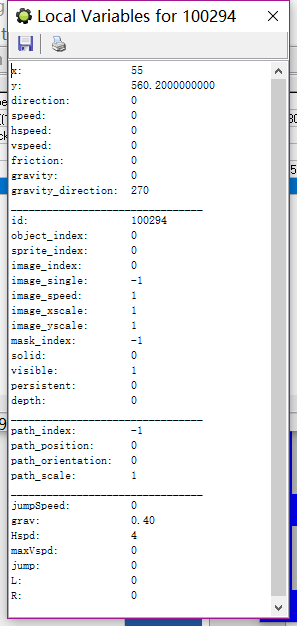 Local Variables for 100294
x: 55
y: 560.2000000000
direction: 0
speed: 0
hspeed: 0
vspeed: 0
friction: 0
gravity: 0
gravity_direction: 270
id: 100294
object_index: 0
sprite_index: 0
image_index: 0
image_single: -1
image_speed: 1
image_xscale: 1
image_yscale: 1
mask_index: -1
solid: 0
visible: 1
persistent: 0
depth: 0
path_index: -1
path_position: 0
path_orientation: 0
path_scale: 1
jumpSpeed: 0
grav: 0.40
Hspd: 4
maxVspd: 0
jump: 0
L: 0
R: 0